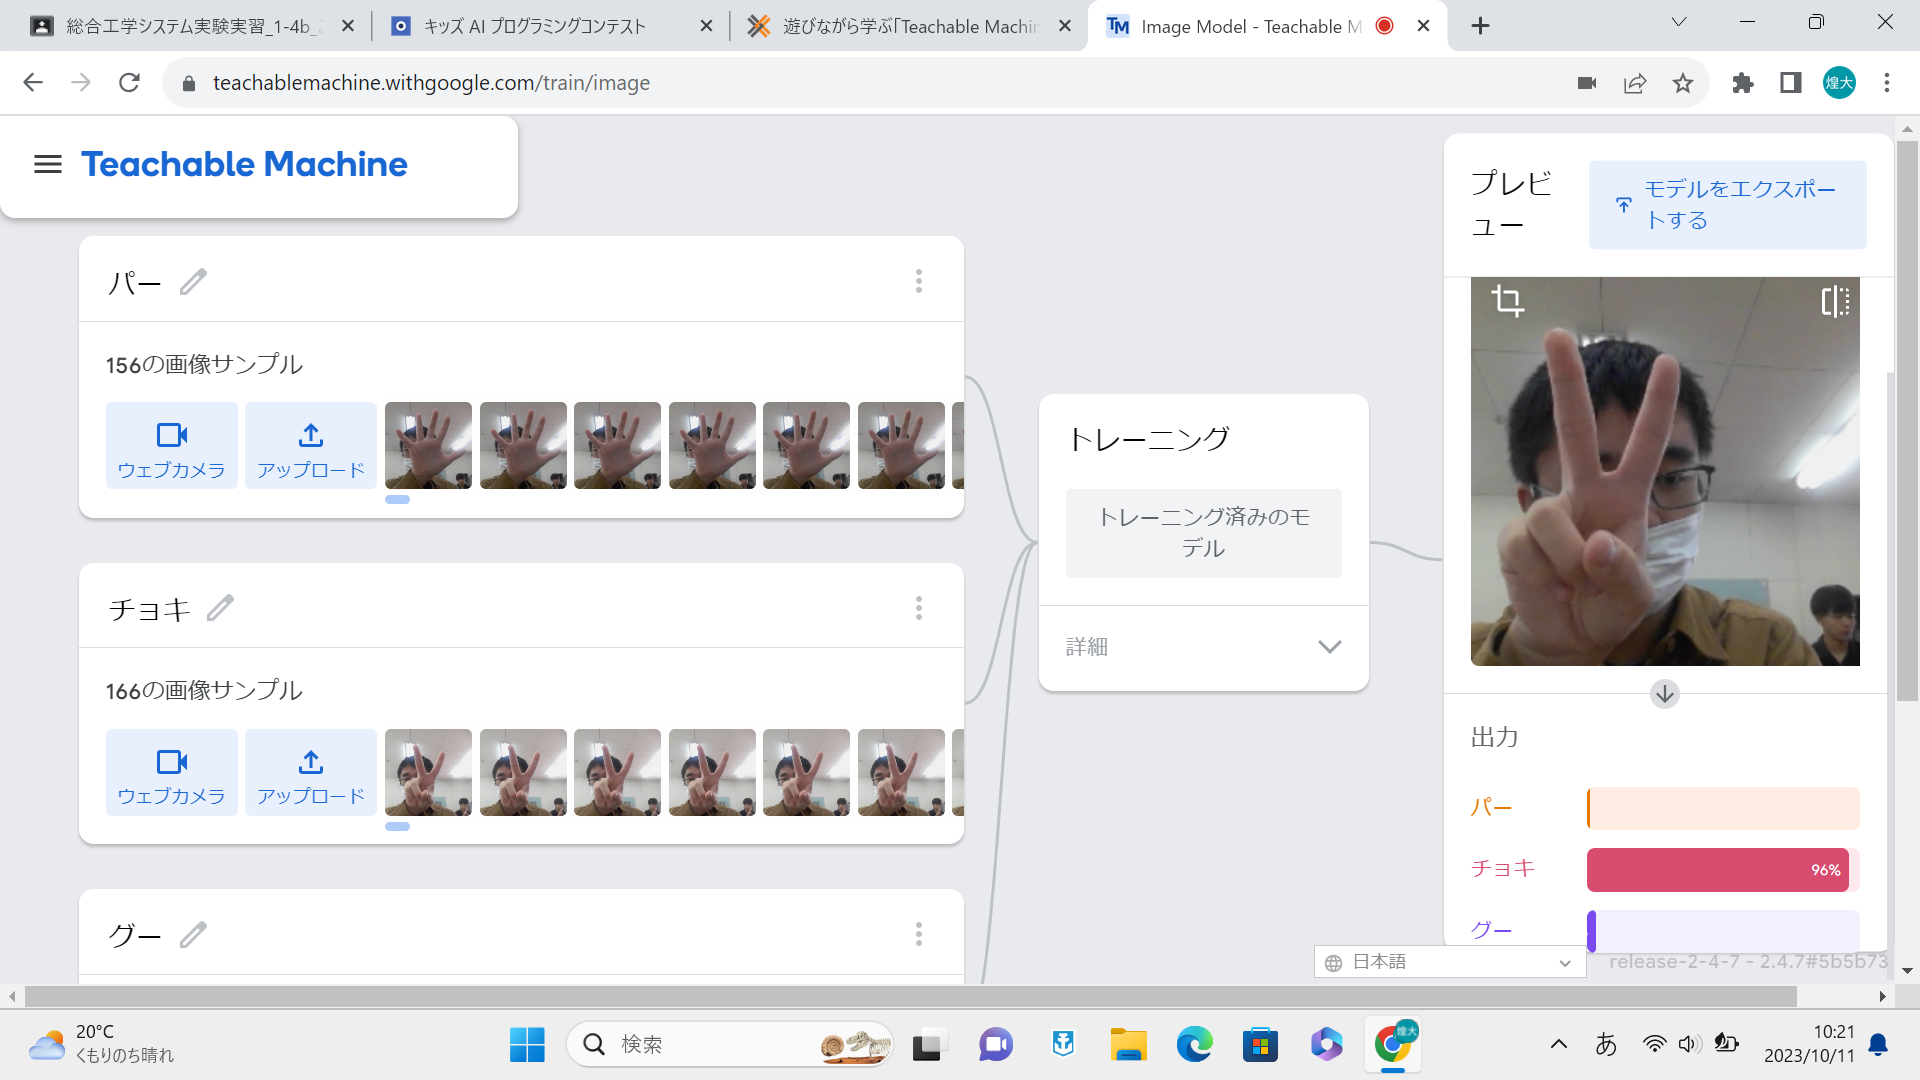 総合工学システム実験実習_1-4b_2
キッズ AI プログラミングコンテスト
遊びながら学ぶ「Teachable Machin
Image Model - Teachable M
teachablemachine.withgoogle.com/train/image
煌大
Teachable Machine
パー
156の画像サンプル
ウェブカメラ
アップロード
チョキ
166の画像サンプル
ウェブカメラ
アップロード
グー
トレーニング
トレーニング済みのモ
デル
詳細
プレビ
ュー
モデルをエクスポー
トする
出力
パー
チョキ
96%
グー
日本語
release-2-4-7 - 2.4.7#5b5b73
20°C
くもりのち晴れ
検索
煌大
あ
10:21
2023/10/11